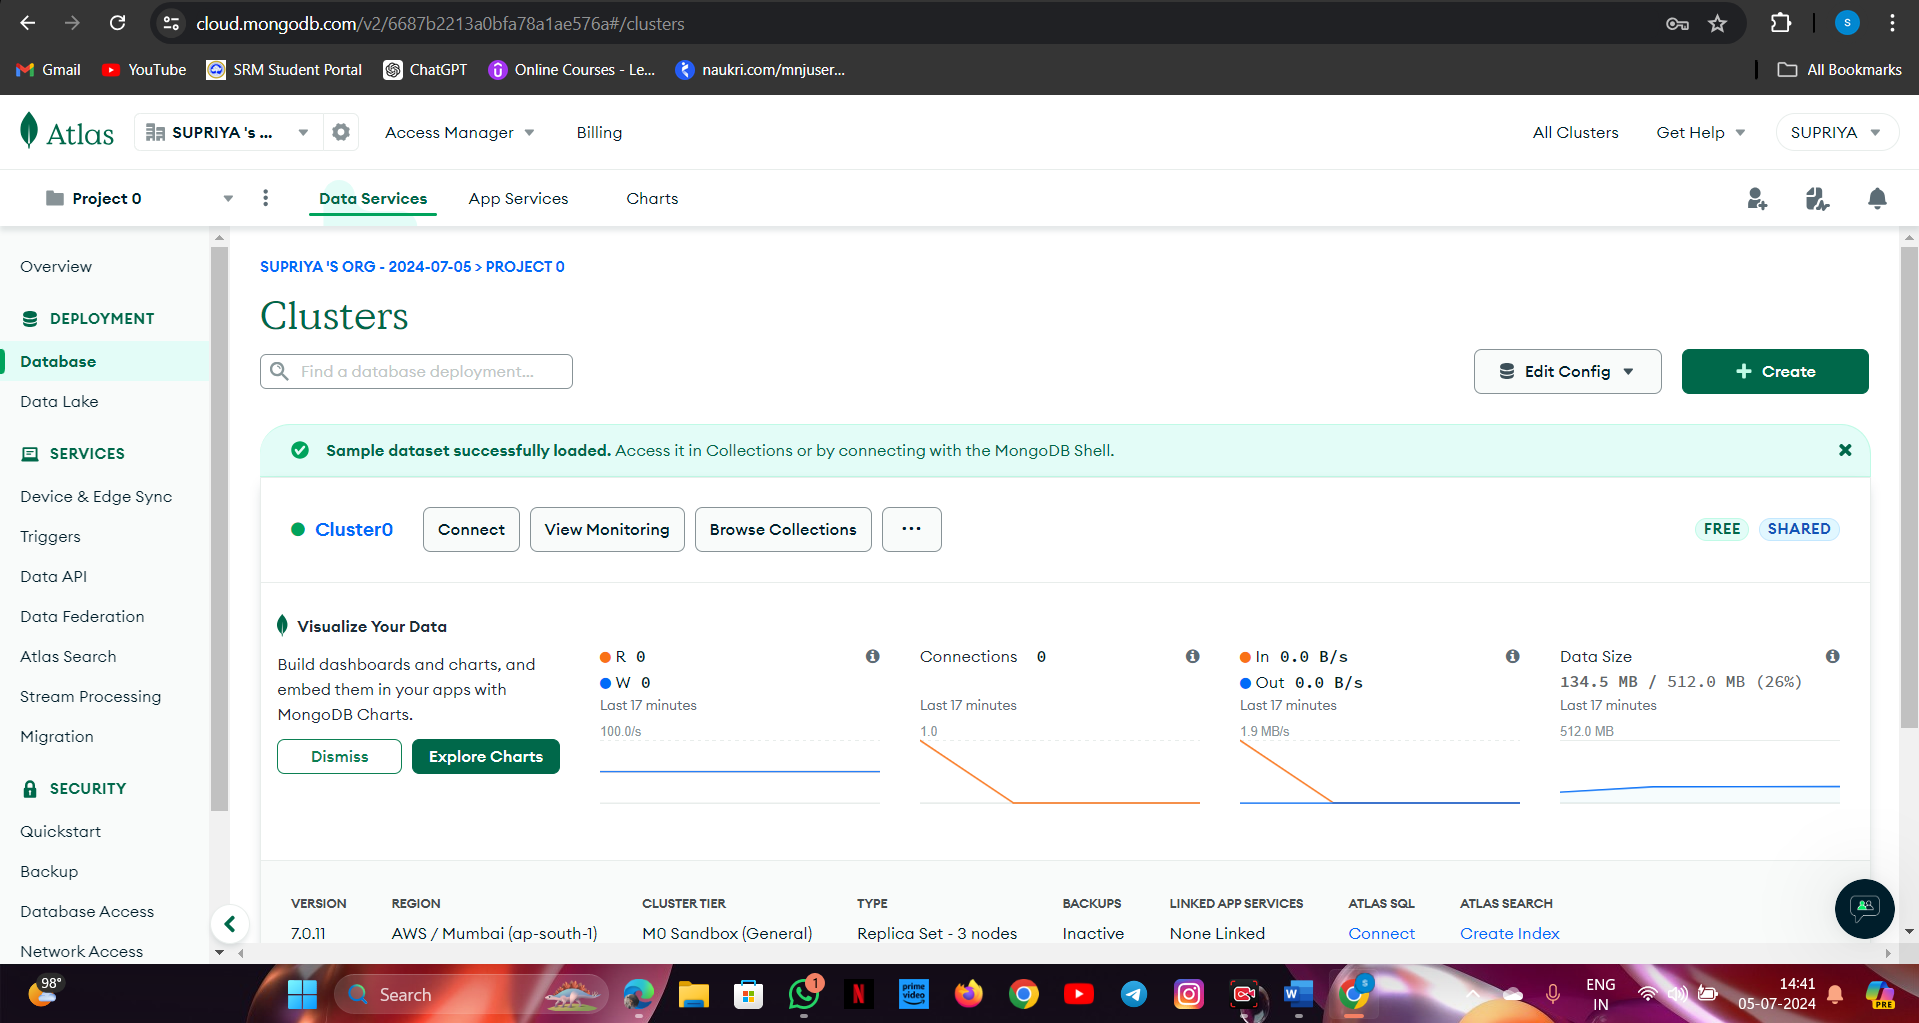 cloud.mongodb.com/v2/6687b2213a0bfa78a1ae576a#/clusters
S
Gmail YouTube SRM Student Portal ChatGPT Online Courses - Le... naukri.com/mnjuser... All Bookmarks
Atlas SUPRIYA 's ... Access Manager Billing All Clusters Get Help SUPRIYA
Project 0 Data Services App Services Charts
Overview
DEPLOYMENT
Database
Data Lake
SERVICES
Device & Edge Sync
Triggers
Data API
Data Federation
Atlas Search
Stream Processing
Migration
SECURITY
Quickstart
Backup
Database Access
Network Access
SUPRIYA 'S ORG - 2024-07-05 > PROJECT 0
Clusters
Find a database deployment...
Edit Config
+ Create
Sample dataset successfully loaded. Access it in Collections or by connecting with the MongoDB Shell.
Cluster0 Connect View Monitoring Browse Collections ...
FREE SHARED
Visualize Your Data
Build dashboards and charts, and
embed them in your apps with
MongoDB Charts.
Dismiss Explore Charts
R 0
W 0
Last 17 minutes
100.0/s
Connections 0
Last 17 minutes
1.0
In 0.0 B/s
Out 0.0 B/s
Last 17 minutes
1.9 MB/s
Data Size
134.5 MB / 512.0 MB (26%)
Last 17 minutes
512.0 MB
VERSION REGION CLUSTER TIER TYPE BACKUPS LINKED APP SERVICES ATLAS SQL ATLAS SEARCH
7.0.11 AWS / Mumbai (ap-south-1) M0 Sandbox (General) Replica Set - 3 nodes Inactive None Linked Connect Create Index
98°
Search
1
N
prime video
W
S
ENG
IN
14:41
05-07-2024
PRE